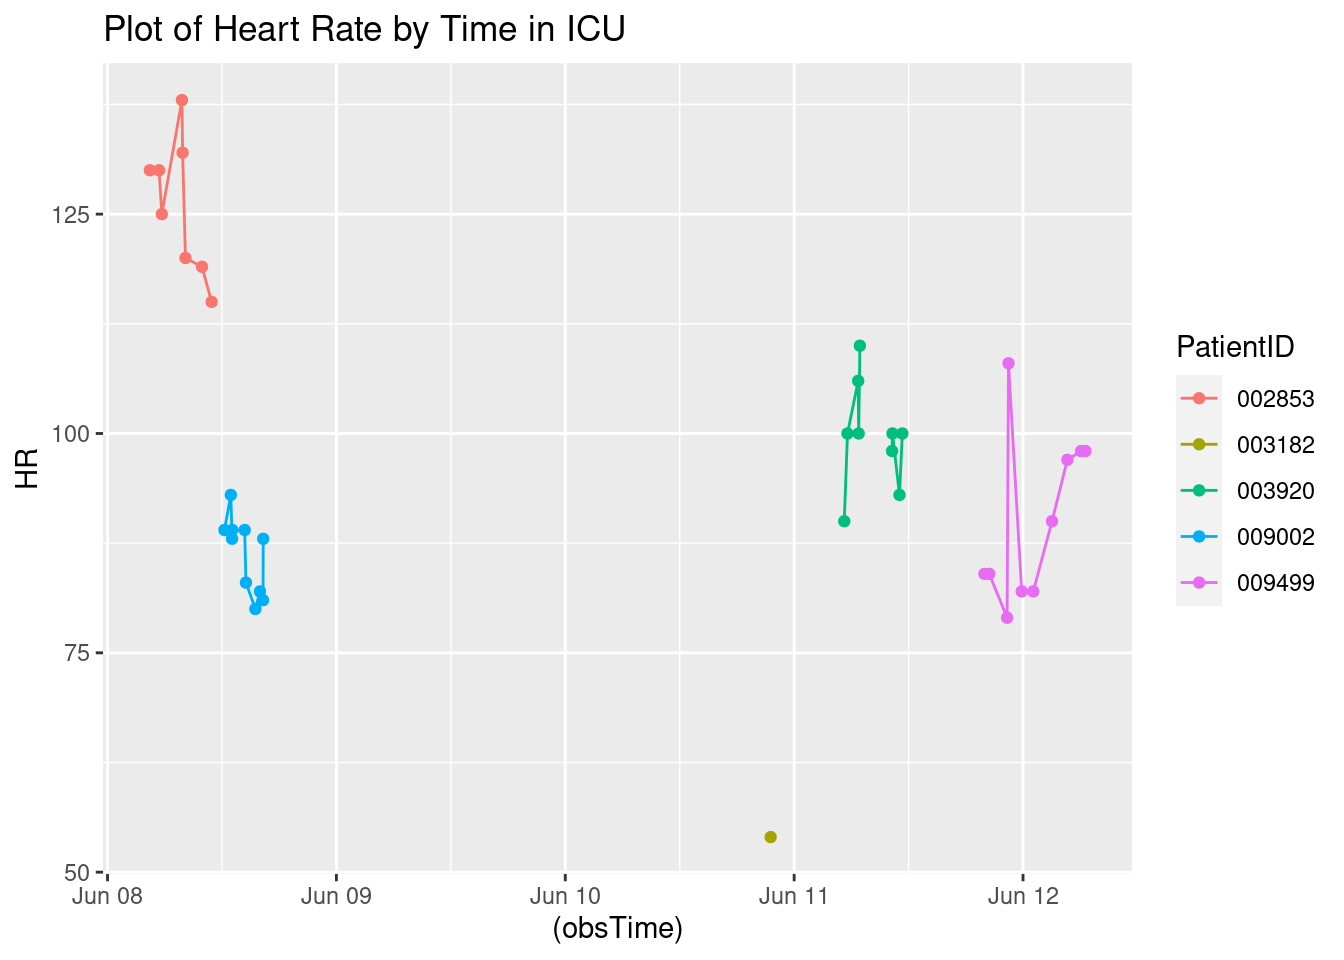 Plot of Heart Rate by Time in ICU
HR
125
100
75
50
Jun 08 Jun 09 Jun 10 Jun 11 Jun 12
(obsTime)
PatientID
002853
003182
003920
009002
009499